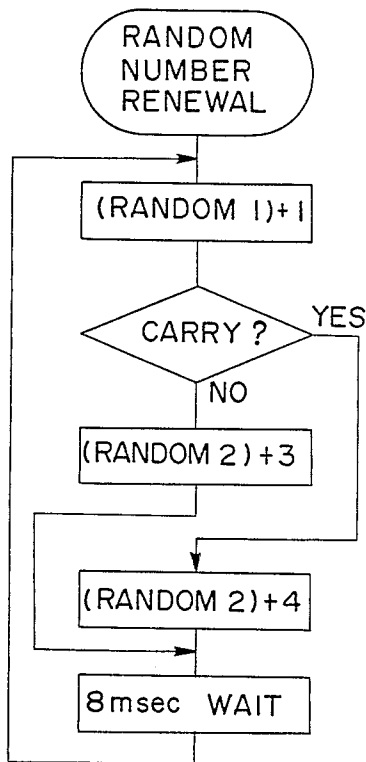 RANDOM
NUMBER
RENEWAL
(RANDOM 1)+1
CARRY ?
YES
NO
(RANDOM 2)+3
(RANDOM 2)+4
8msec WAIT